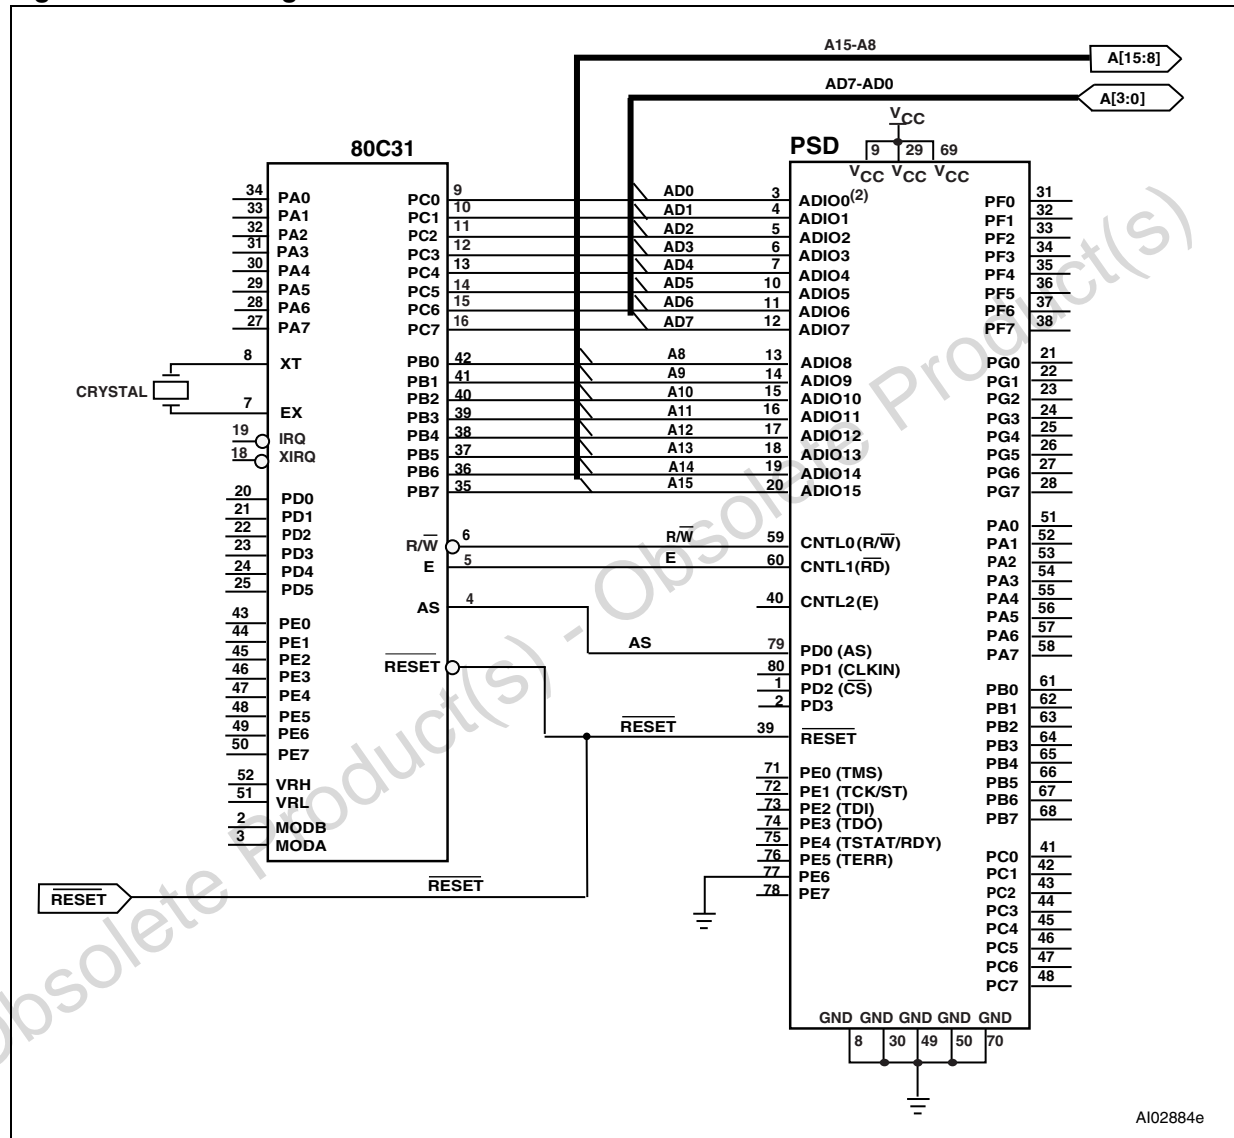 A15-A8
A[15:8]
AD7-AD0
A[3:0]
VCC
80C31
PSD
9 29 69
VCC VCC VCC
34 PA0
33 PA1
32 PA2
31 PA3
30 PA4
29 PA5
28 PA6
27 PA7
8 XT
CRYSTAL
7 EX
19 IRQ
18 XIRQ
20 PD0
21 PD1
22 PD2
23 PD3
24 PD4
25 PD5
43 PE0
44 PE1
45 PE2
46 PE3
47 PE4
48 PE5
49 PE6
50 PE7
52 VRH
51 VRL
2 MODB
3 MODA
PC0 9 AD0 3 ADIO0(2)
PC1 10 AD1 4 ADIO1
PC2 11 AD2 5 ADIO2
PC3 12 AD3 6 ADIO3
PC4 13 AD4 7 ADIO4
PC5 14 AD5 10 ADIO5
PC6 15 AD6 11 ADIO6
PC7 16 AD7 12 ADIO7
PB0 42 A8 13 ADIO8
PB1 41 A9 14 ADIO9
PB2 40 A10 15 ADIO10
PB3 39 A11 16 ADIO11
PB4 38 A12 17 ADIO12
PB5 37 A13 18 ADIO13
PB6 36 A14 19 ADIO14
PB7 35 A15 20 ADIO15
R/W̅ 6 R/W̅ 59 CNTL0(R/W̅)
E 5 E 60 CNTL1(R̅D̅)
40 CNTL2(E)
AS 4 AS 79 PD0 (AS)
80 PD1 (CLKIN)
1 PD2 (C̅S̅)
2 PD3
R̅E̅S̅E̅T̅ R̅E̅S̅E̅T̅ 39 R̅E̅S̅E̅T̅
71 PE0 (TMS)
72 PE1 (TCK/ST)
73 PE2 (TDI)
74 PE3 (TDO)
75 PE4 (TSTAT/RDY)
76 PE5 (TERR)
77 PE6
78 PE7
R̅E̅S̅E̅T̅ R̅E̅S̅E̅T̅
PF0 31
PF1 32
PF2 33
PF3 34
PF4 35
PF5 36
PF6 37
PF7 38
PG0 21
PG1 22
PG2 23
PG3 24
PG4 25
PG5 26
PG6 27
PG7 28
PA0 51
PA1 52
PA2 53
PA3 54
PA4 55
PA5 56
PA6 57
PA7 58
PB0 61
PB1 62
PB2 63
PB3 64
PB4 65
PB5 66
PB6 67
PB7 68
PC0 41
PC1 42
PC2 43
PC3 44
PC4 45
PC5 46
PC6 47
PC7 48
GND GND GND GND GND
8 30 49 50 70
Obsolete Product(s) - Obsolete Product(s)
AI02884e